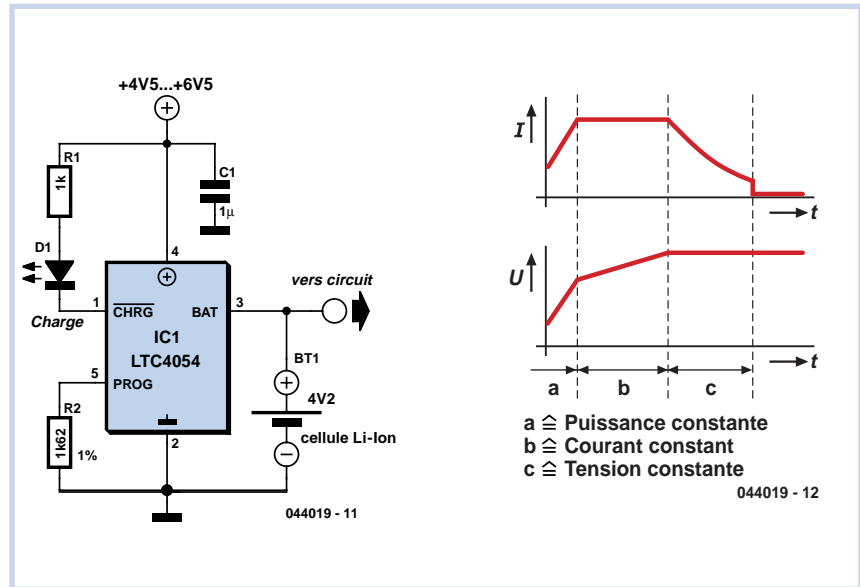 +4V5...+6V5
R1
1k
C1
1µ
D1
4
vers circuit
1
CHRG
BAT
3
Charge
IC1
LTC4054
BT1
5
PROG
4V2
R2
1k62
1%
2
cellule Li-Ion
044019 - 11
I
t
U
t
a
b
c
a ≙ Puissance constante
b ≙ Courant constant
c ≙ Tension constante
044019 - 12